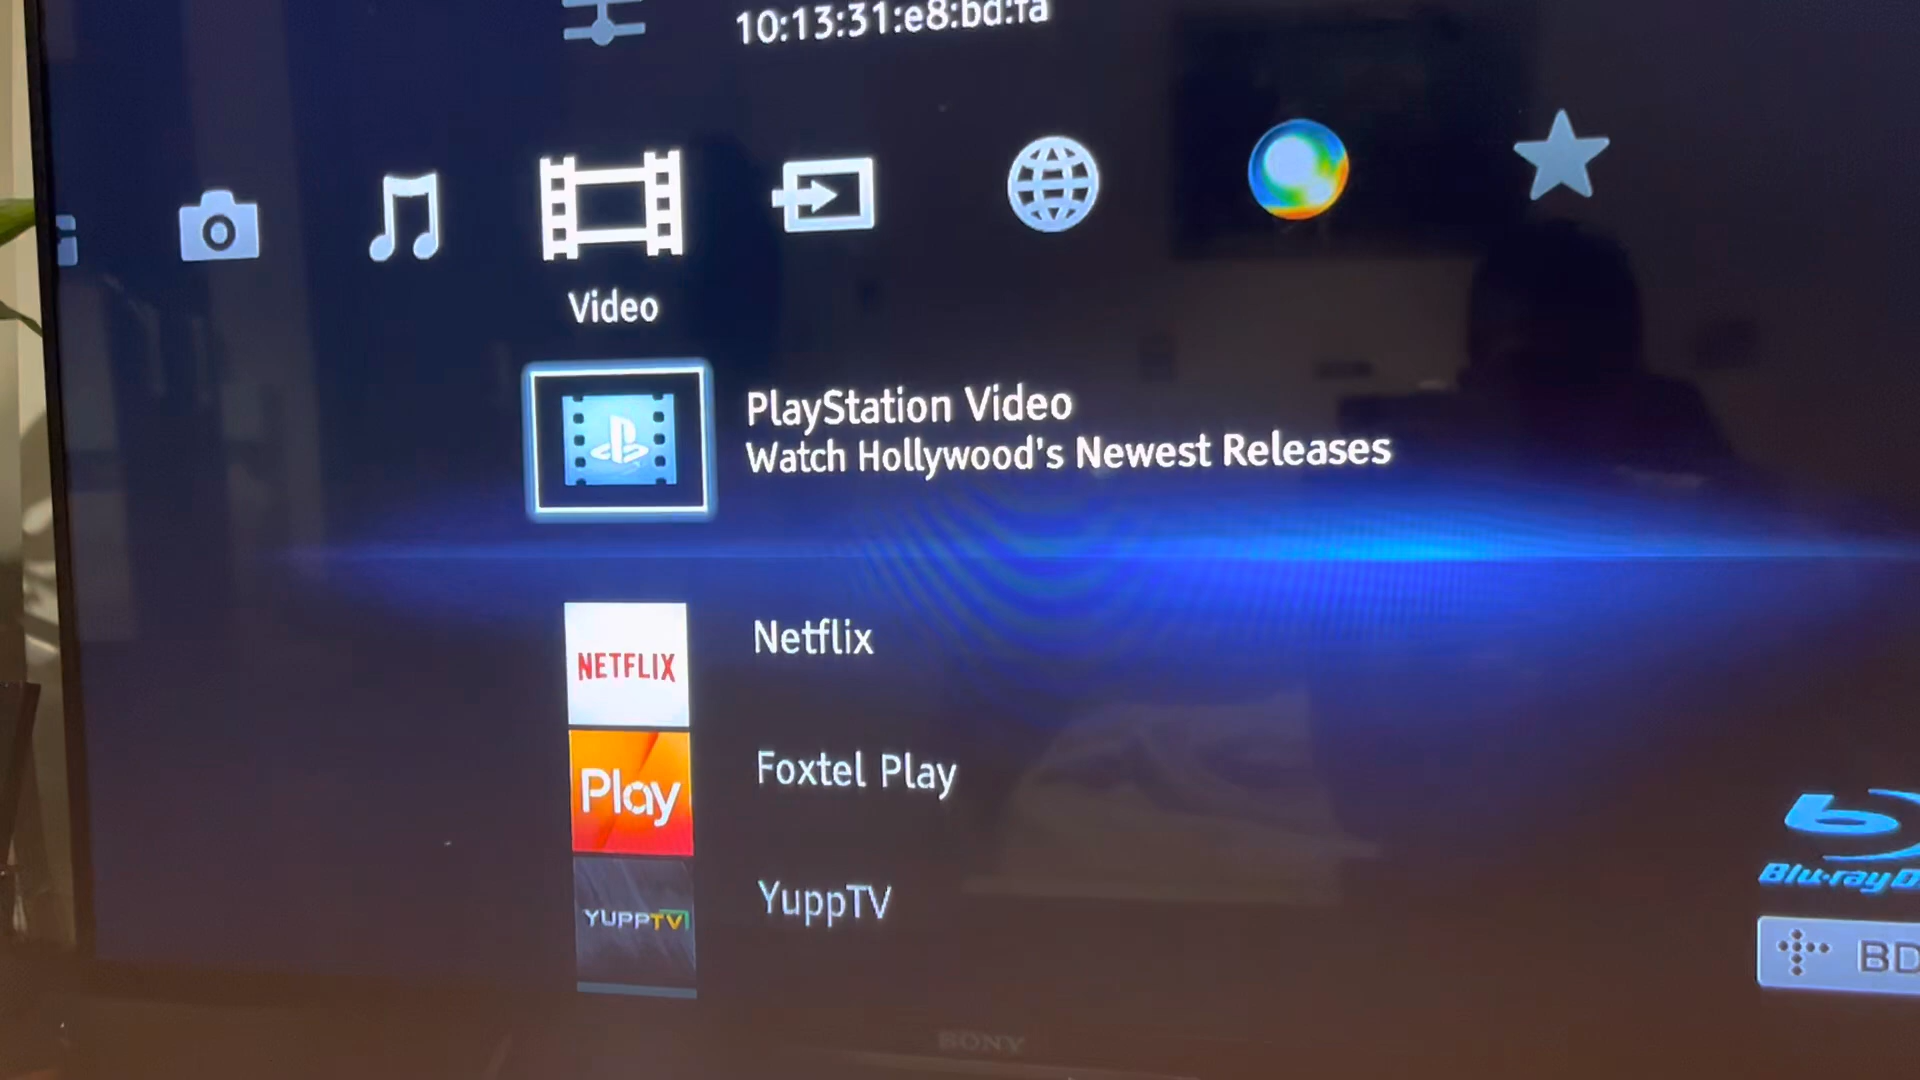 10:13:31:e8:bd:fa
Video
PlayStation Video
Watch Hollywood's Newest Releases
NETFLIX
Netflix
Play
Foxtel Play
YUPPTV
YuppTV
Blu-ray D
BD
SONY